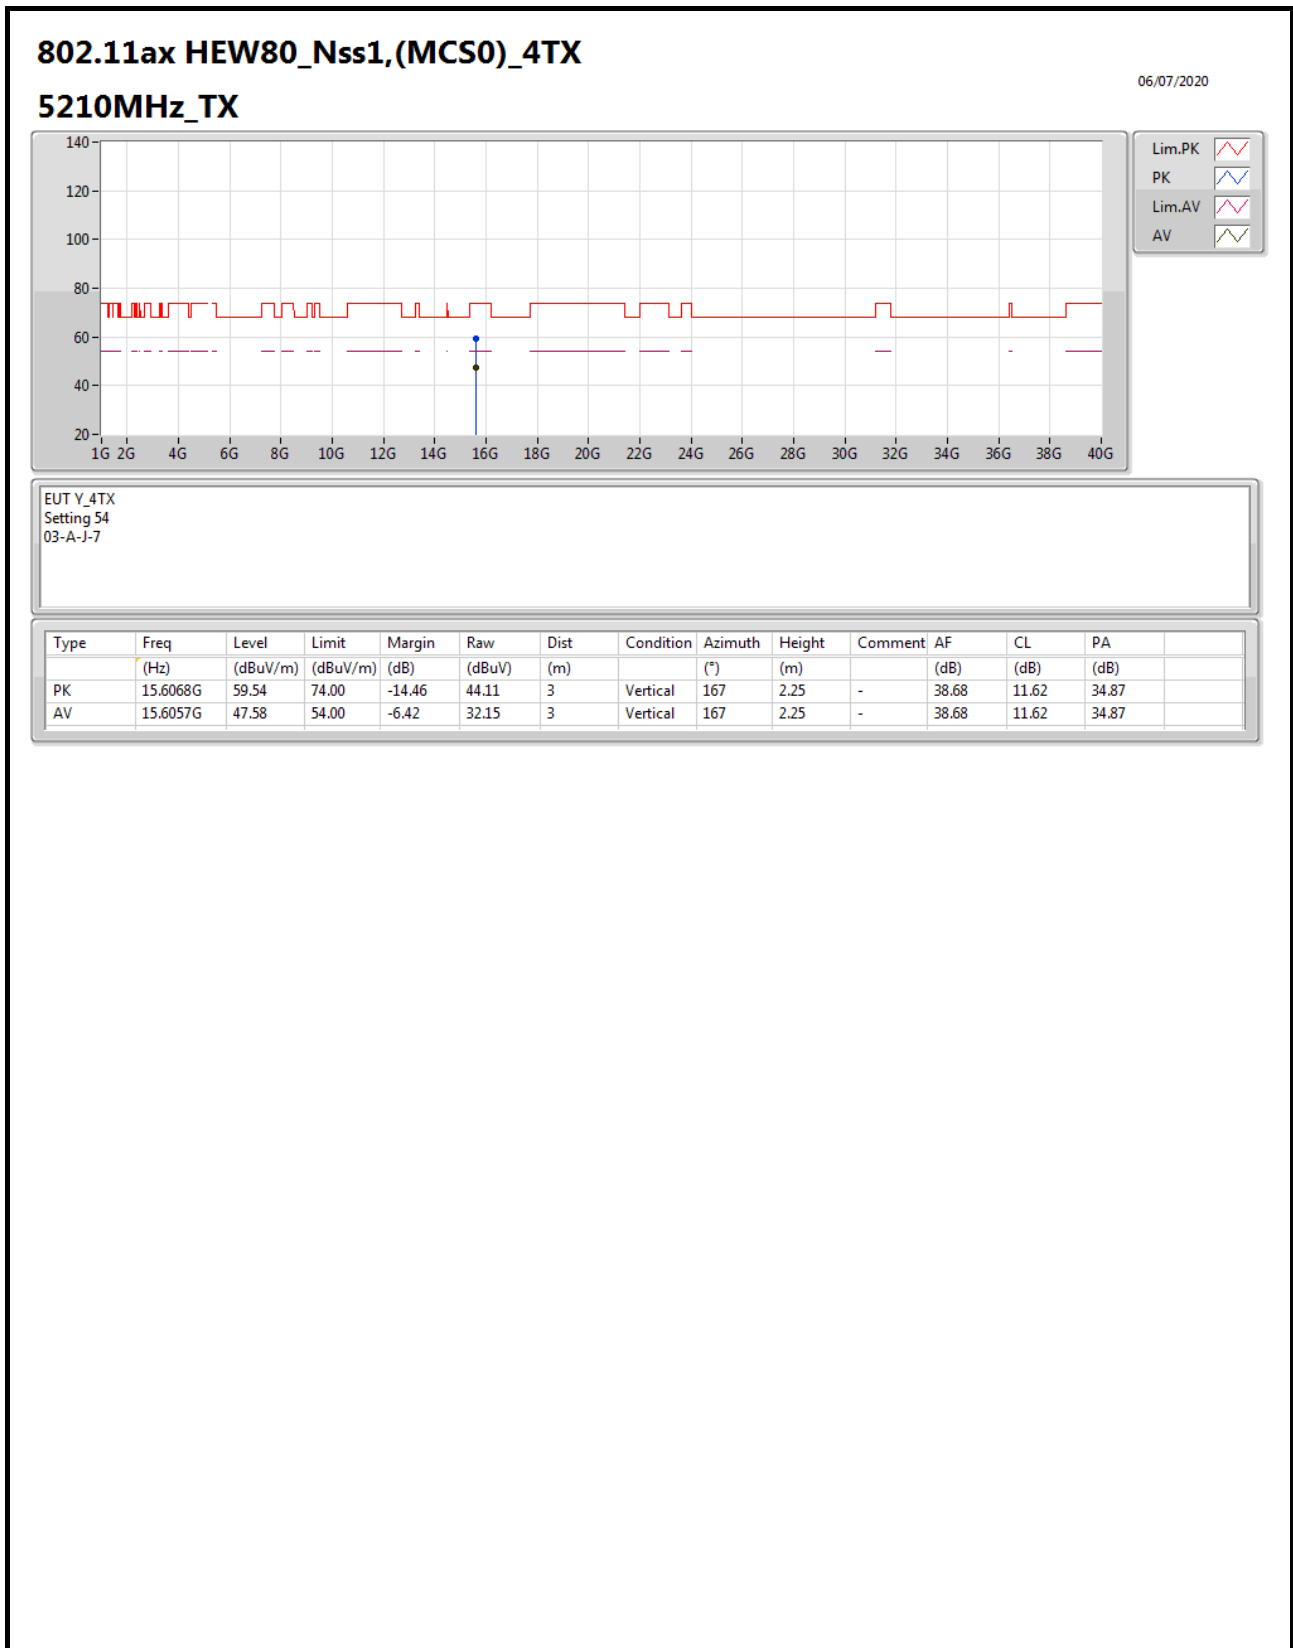 802.11ax HEW80_Nss1,(MCS0)_4TX
06/07/2020
5210MHz_TX
140
120
100
80
60
40
20
1G 2G 4G 6G 8G 10G 12G 14G 16G 18G 20G 22G 24G 26G 28G 30G 32G 34G 36G 38G 40G
Lim.PK
PK
Lim.AV
AV
EUT Y_4TX
Setting 54
03-A-J-7
Type Freq Level Limit Margin Raw Dist Condition Azimuth Height Comment AF CL PA
(Hz) (dBuV/m) (dBuV/m) (dB) (dBuV) (m) (°) (m) (dB) (dB) (dB)
PK 15.6068G 59.54 74.00 -14.46 44.11 3 Vertical 167 2.25 - 38.68 11.62 34.87
AV 15.6057G 47.58 54.00 -6.42 32.15 3 Vertical 167 2.25 - 38.68 11.62 34.87